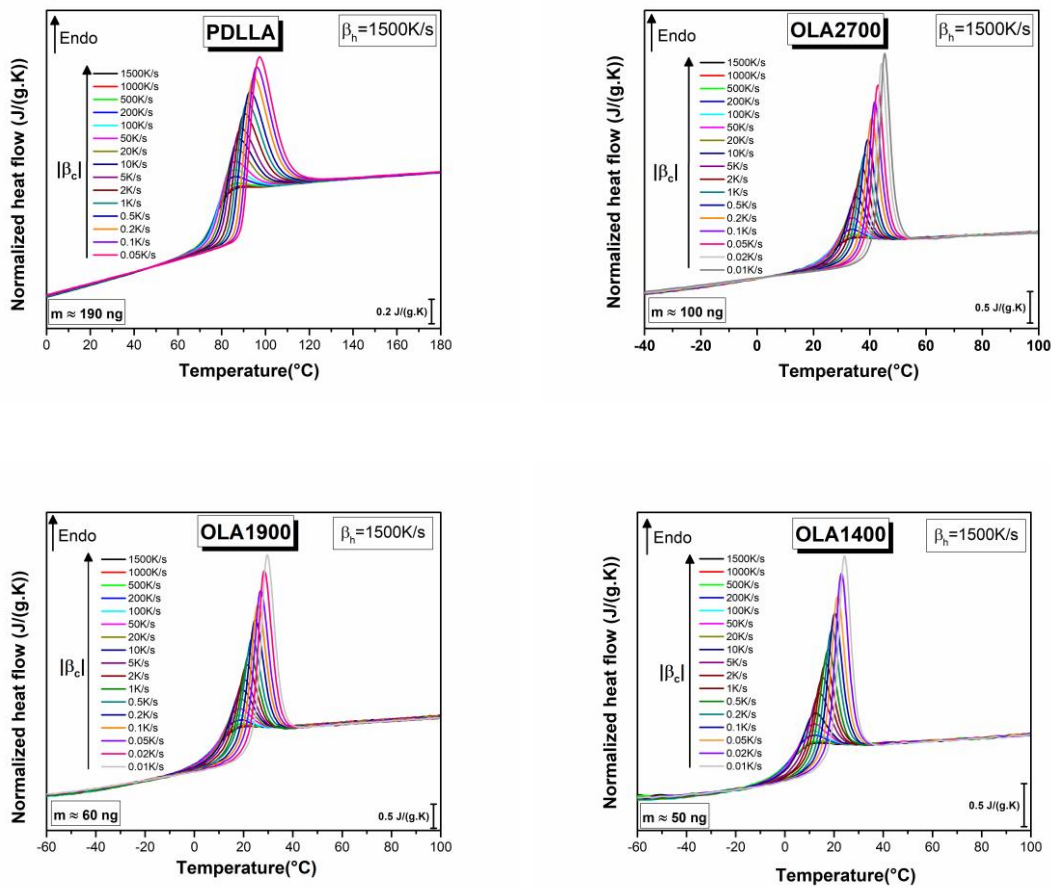 Endo
PDLLA
βh=1500K/s
1500K/s
1000K/s
500K/s
200K/s
100K/s
50K/s
20K/s
10K/s
5K/s
2K/s
1K/s
0.5K/s
0.2K/s
0.1K/s
0.05K/s
|βc|
m ≈ 190 ng
0.2 J/(g.K)
Normalized heat flow (J/(g.K))
0 20 40 60 80 100 120 140 160 180
Temperature(°C)
Endo
OLA2700
βh=1500K/s
1500K/s
1000K/s
500K/s
200K/s
100K/s
50K/s
20K/s
10K/s
5K/s
2K/s
1K/s
0.5K/s
0.2K/s
0.1K/s
0.05K/s
0.02K/s
0.01K/s
|βc|
m ≈ 100 ng
0.5 J/(g.K)
Normalized heat flow (J/(g.K))
-40 -20 0 20 40 60 80 100
Temperature(°C)
Endo
OLA1900
βh=1500K/s
1500K/s
1000K/s
500K/s
200K/s
100K/s
50K/s
20K/s
10K/s
5K/s
2K/s
1K/s
0.5K/s
0.2K/s
0.1K/s
0.05K/s
0.02K/s
0.01K/s
|βc|
m ≈ 60 ng
0.5 J/(g.K)
Normalized heat flow (J/(g.K))
-60 -40 -20 0 20 40 60 80 100
Temperature(°C)
Endo
OLA1400
βh=1500K/s
1500K/s
1000K/s
500K/s
200K/s
100K/s
50K/s
20K/s
10K/s
5K/s
2K/s
1K/s
0.5K/s
0.2K/s
0.1K/s
0.05K/s
0.02K/s
0.01K/s
|βc|
m ≈ 50 ng
0.5 J/(g.K)
Normalized heat flow (J/(g.K))
-60 -40 -20 0 20 40 60 80 100
Temperature(°C)